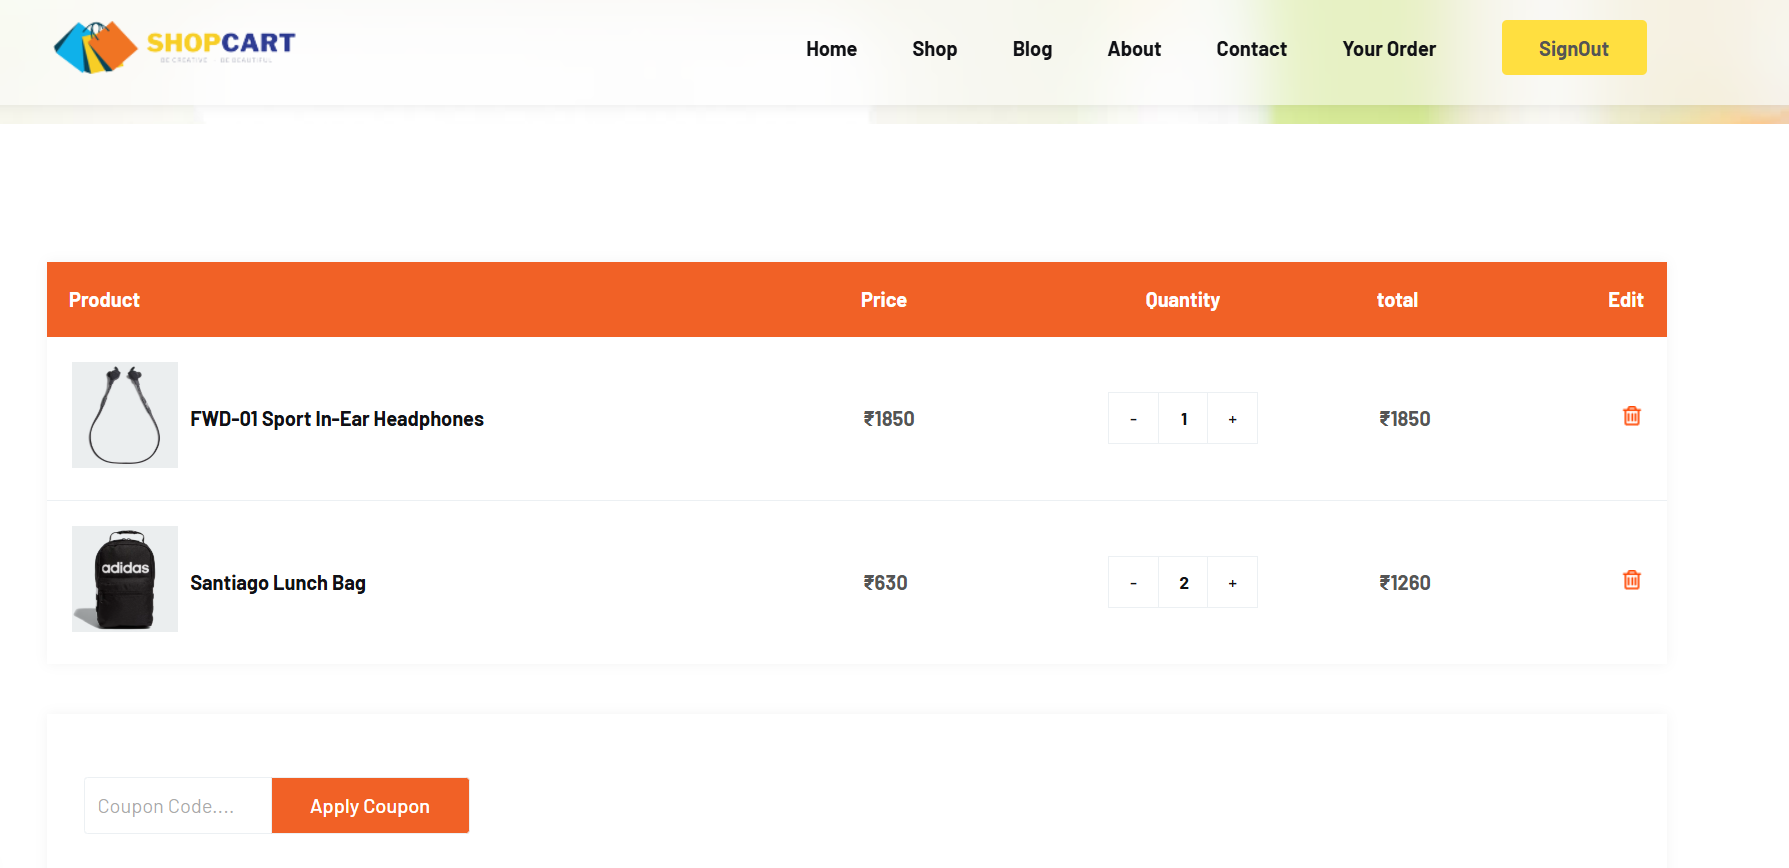 SHOPCART
BE CREATIVE - BE BEAUTIFUL
Home Shop Blog About Contact Your Order SignOut
Product Price Quantity total Edit
FWD-01 Sport In-Ear Headphones ₹1850 - 1 + ₹1850
adidas
Santiago Lunch Bag ₹630 - 2 + ₹1260
Coupon Code.... Apply Coupon